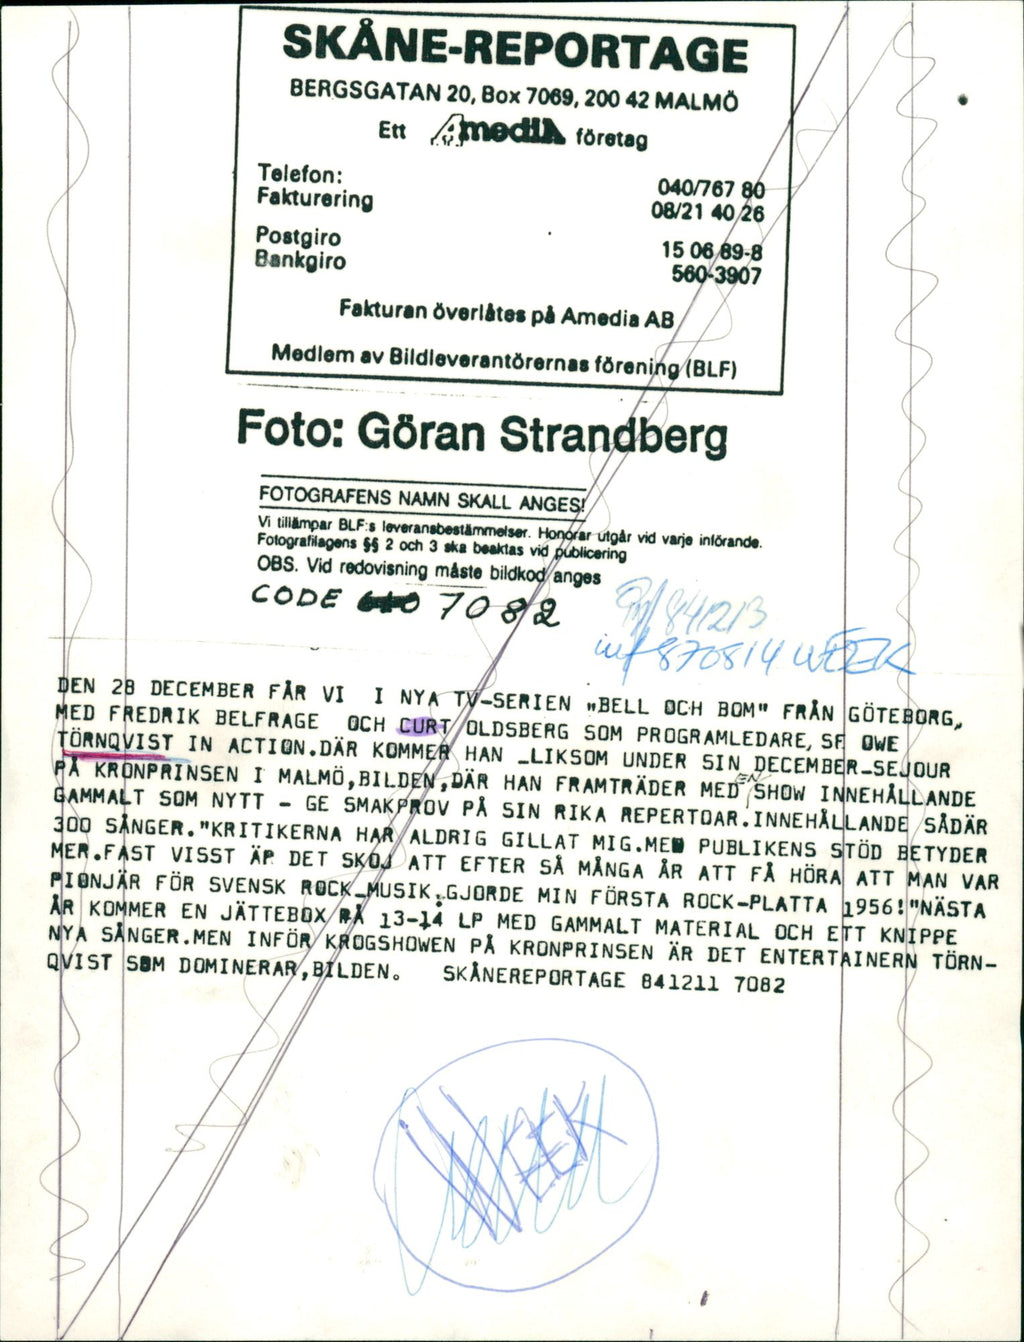 SKÅNE-REPORTAGE
BERGSGATAN 20, Box 7069, 200 42 MALMÖ
Ett AmediA företag
Telefon: 040/767 80
Fakturering 08/21 40 26
Postgiro 15 06 89-8
Bankgiro 560-3907
Fakturan överlåtes på Amedia AB
Medlem av Bildleverantörernas förening (BLF)
Foto: Göran Strandberg
FOTOGRAFENS NAMN SKALL ANGES!
Vi tillämpar BLF:s leveransbestämmelser. Honorar utgår vid varje införande.
Fotografilagens §§ 2 och 3 ska beaktas vid publicering
OBS. Vid redovisning måste bildkod anges
CODE 7082
841213
inf 870814 WEEK
DEN 28 DECEMBER FÅR VI I NYA TV-SERIEN "BELL OCH BOM" FRÅN GÖTEBORG,
MED FREDRIK BELFRAGE OCH CURT OLDSBERG SOM PROGRAMLEDARE, SE OWE
TÖRNQVIST IN ACTION.DÄR KOMMER HAN _LIKSOM UNDER SIN DECEMBER-SEJOUR
PÅ KRONPRINSEN I MALMÖ,BILDEN,DÄR HAN FRAMTRÄDER MED EN SHOW INNEHÅLLANDE
GAMMALT SOM NYTT - GE SMAKPROV PÅ SIN RIKA REPERTOAR.INNEHÅLLANDE SÅDÄR
300 SÅNGER."KRITIKERNA HAR ALDRIG GILLAT MIG.MEN PUBLIKENS STÖD BETYDER
MER.FAST VISST ÄR DET SKOJ ATT EFTER SÅ MÅNGA ÅR ATT FÅ HÖRA ATT MAN VAR
PIONJÄR FÖR SVENSK ROCK_MUSIK.GJORDE MIN FÖRSTA ROCK-PLATTA 1956!"NÄSTA
ÅR KOMMER EN JÄTTEBOX PÅ 13-14 LP MED GAMMALT MATERIAL OCH ETT KNIPPE
NYA SÅNGER.MEN INFÖR KROGSHOWEN PÅ KRONPRINSEN ÄR DET ENTERTAINERN TÖRN-
QVIST SOM DOMINERAR,BILDEN. SKÅNEREPORTAGE 841211 7082
WEEK